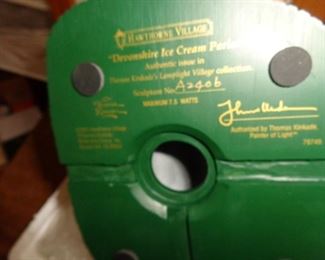 HAWTHORNE VILLAGE
"Devonshire Ice Cream Parlor"
Authentic issue in
Thomas Kinkade's Lamplight Village collection.
Sculpture No. A2406
MAXIMUM 7.5 WATTS
Authorized by Thomas Kinkade,
Painter of Light™
79749